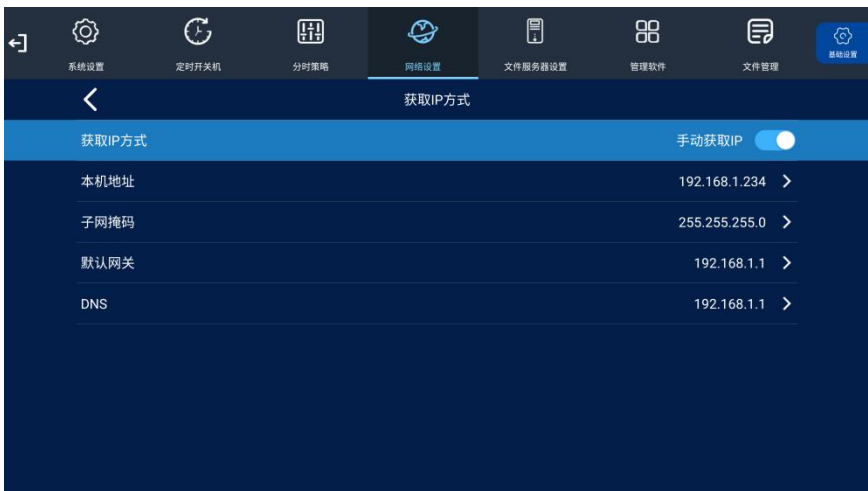 系统设置
定时开关机
分时策略
网络设置
文件服务器设置
管理软件
文件管理
基础设置
获取IP方式
获取IP方式 手动获取IP
本机地址 192.168.1.234
子网掩码 255.255.255.0
默认网关 192.168.1.1
DNS 192.168.1.1